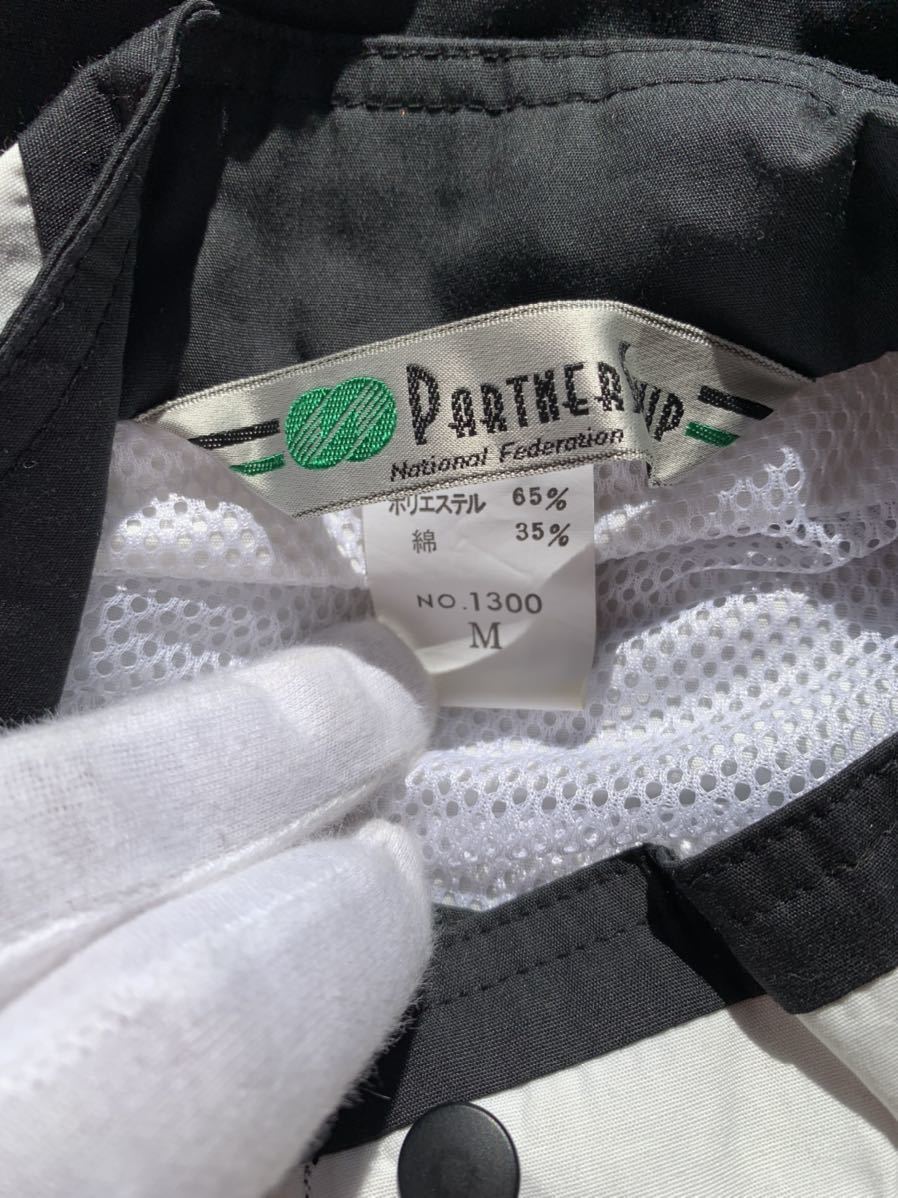 PARTNERSHIP
National Federation
ポリエステル 65%
綿 35%
NO.1300
M